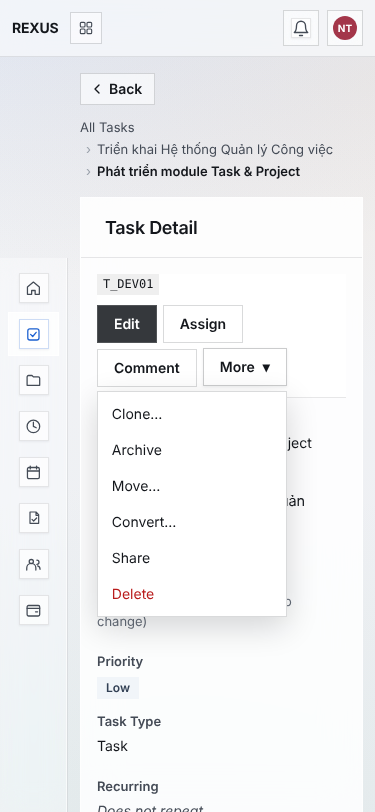 REXUS
NT
Back
All Tasks
› Triển khai Hệ thống Quản lý Công việc
› Phát triển module Task & Project
Task Detail
T_DEV01
Edit Assign
Comment More ▾
Clone...
Archive
Move...
Convert...
Share
Delete
change)
Priority
Low
Task Type
Task
Recurring
Does not repeat